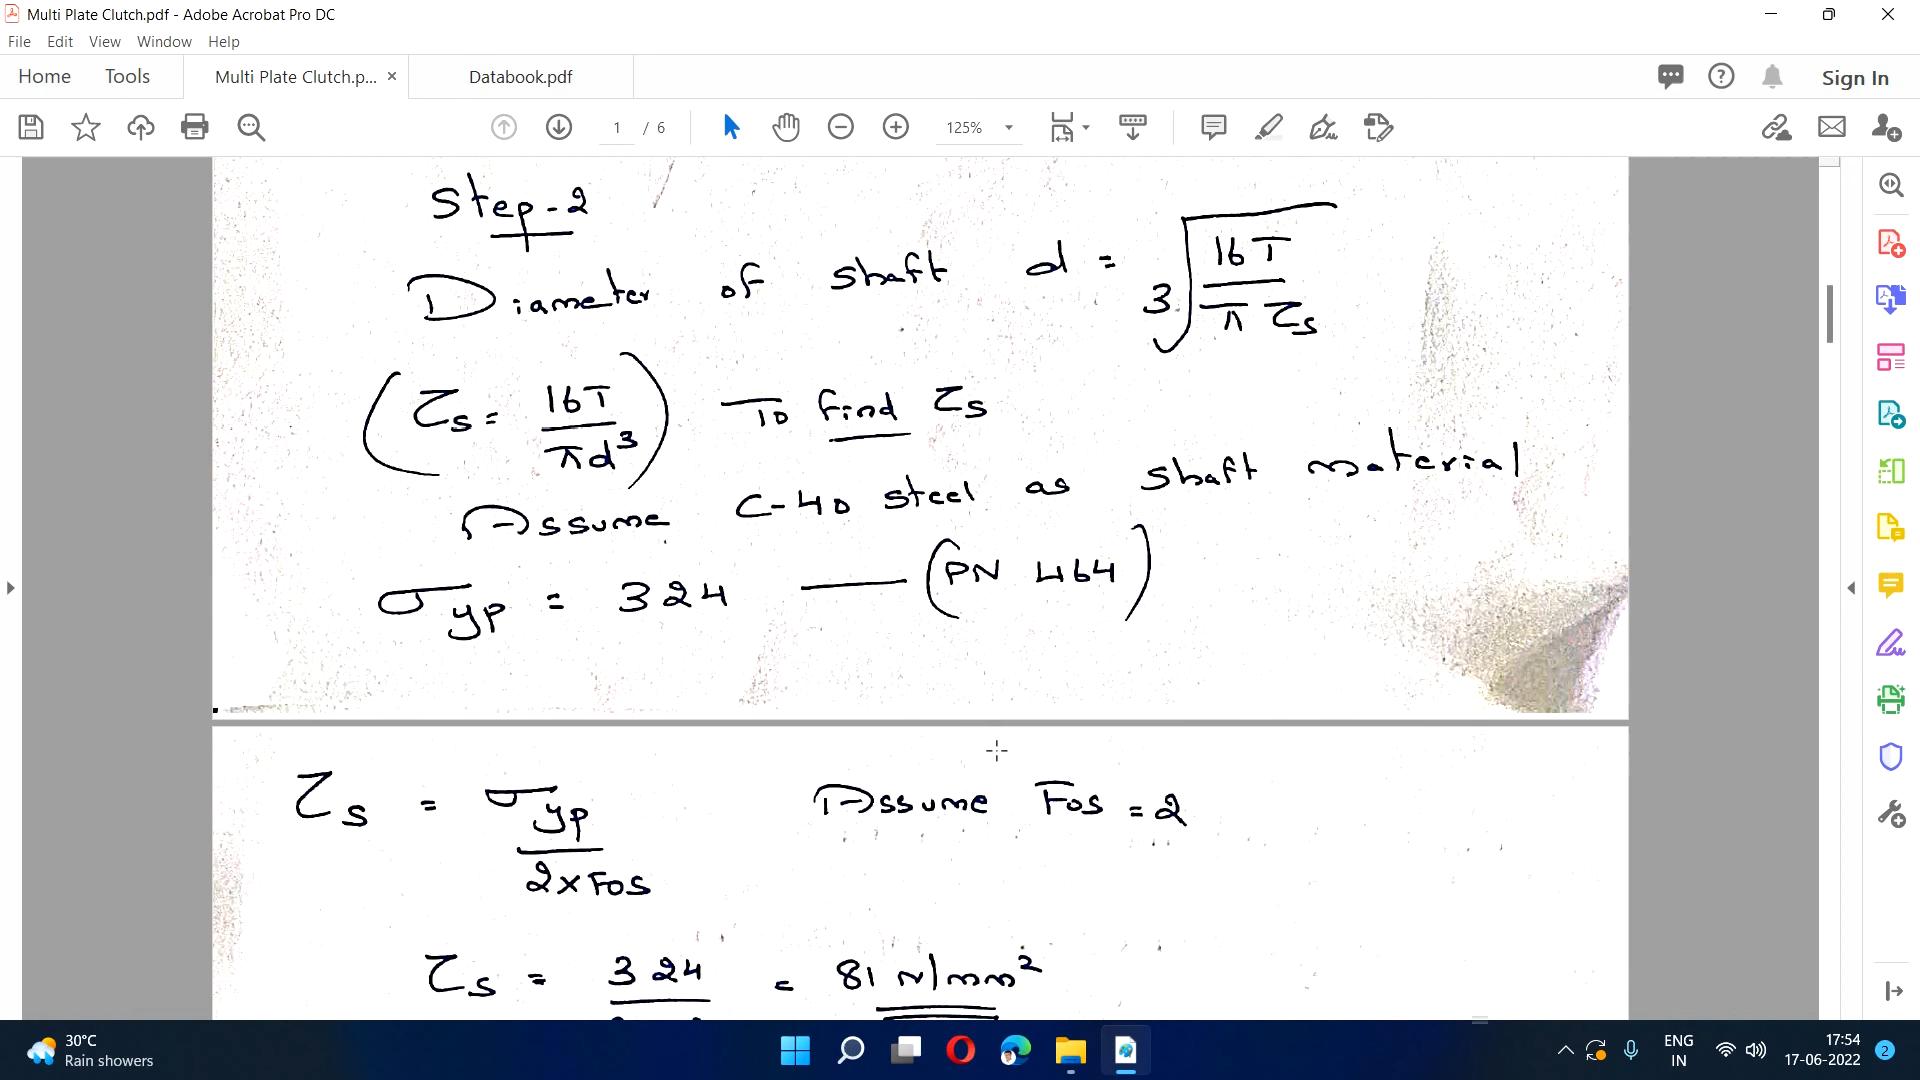 Multi Plate Clutch.pdf - Adobe Acrobat Pro DC
File Edit View Window Help
Home Tools Multi Plate Clutch.p... × Databook.pdf Sign In
1 / 6 125%
Step-2
Diameter of shaft d = ∛(16T / π τs)
(τs = 16T / πd³) To find τs
Assume C-40 steel as shaft material
σyp = 324 —— (PN 464)
τs = σyp / 2×FOS Assume FOS = 2
τs = 324 = 81 N/mm²
30°C
Rain showers
ENG
IN
17:54
17-06-2022
2